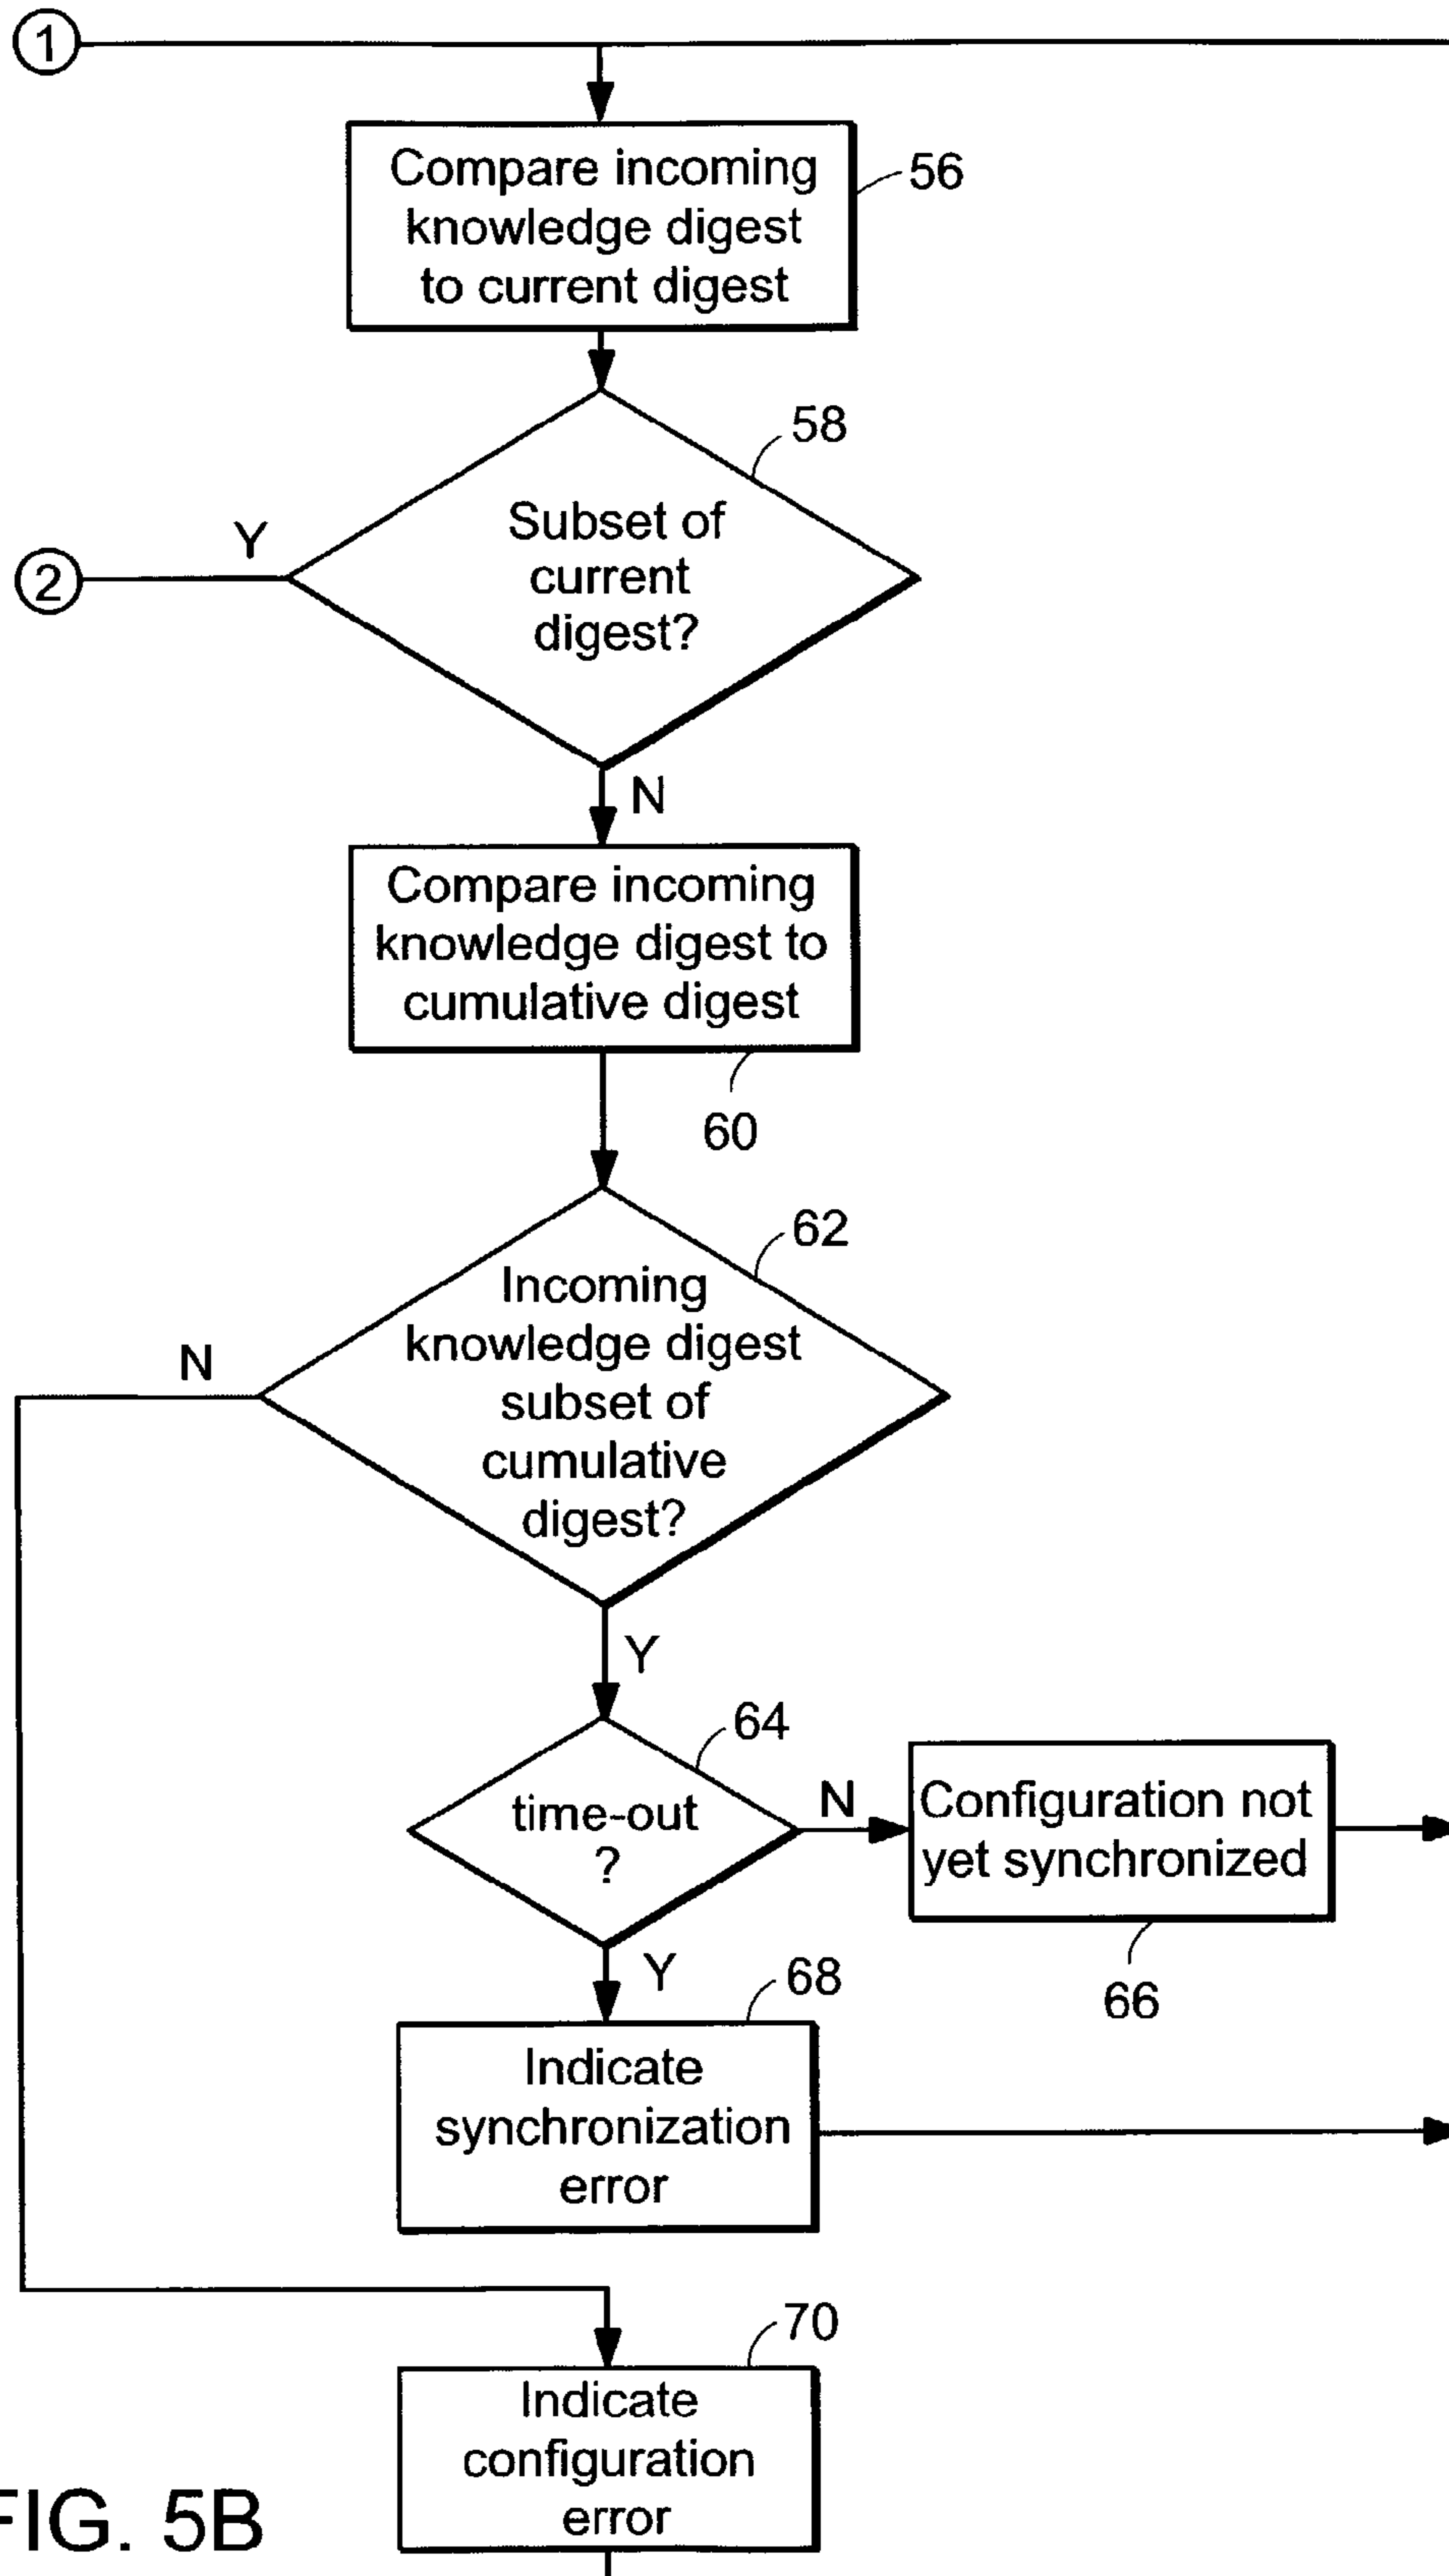 1
Compare incoming
knowledge digest
to current digest
56
58
Subset of
current
digest?
Y
2
N
Compare incoming
knowledge digest to
cumulative digest
60
62
Incoming
knowledge digest
subset of
cumulative
digest?
N
Y
64
time-out
?
N
Configuration not
yet synchronized
66
Y
68
Indicate
synchronization
error
70
Indicate
configuration
error
FIG. 5B